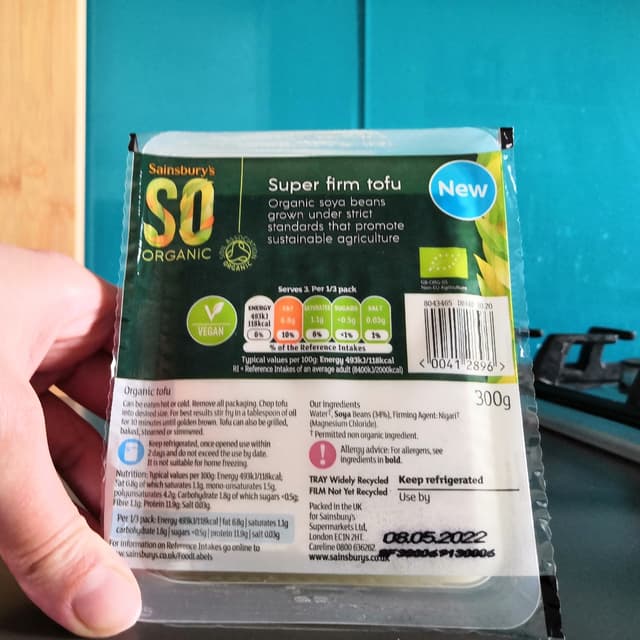 Sainsbury's
SO
ORGANIC
SOIL ASSOCIATION
ORGANIC
Super firm tofu
Organic soya beans
grown under strict
standards that promote
sustainable agriculture
New
GB-ORG-05
Non-EU Agriculture
VEGAN
Serves 3. Per 1/3 pack
ENERGY FAT SATURATES SUGARS SALT
493kJ
118kcal 6.8g 1.1g <0.5g 0.03g
6% 10% 6% <1% 1%
% of the Reference Intakes
Typical values per 100g: Energy 493kJ/118kcal
RI = Reference Intakes of an average adult (8400kJ/2000kcal)
8043465
<0041 2896>
300g
Organic tofu
Can be eaten hot or cold. Remove all packaging. Chop tofu
into desired size. For best results stir fry in a tablespoon of oil
for 10 minutes until golden brown. Tofu can also be grilled,
baked, steamed or simmered.
Keep refrigerated, once opened use within
2 days and do not exceed the use by date.
It is not suitable for home freezing.
Nutrition: Typical values per 100g: Energy 493kJ/118kcal;
Fat 6.8g of which saturates 1.1g, mono-unsaturates 1.5g,
polyunsaturates 4.2g; Carbohydrate 1.8g of which sugars <0.5g;
Fibre 1.1g; Protein 11.9g; Salt 0.03g.
Per 1/3 pack: Energy 493kJ/118kcal | fat 6.8g | saturates 1.1g
carbohydrate 1.8g | sugars <0.5g | protein 11.9g | salt 0.03g
For information on Reference Intakes go online to
www.sainsburys.co.uk/FoodLabels
Our ingredients
Water†, Soya Beans (34%), Firming Agent: Nigari†
(Magnesium Chloride).
† Permitted non organic ingredient.
Allergy advice: For allergens, see
ingredients in bold.
TRAY Widely Recycled
FILM Not Yet Recycled
Packed in the UK
for Sainsbury's
Supermarkets Ltd,
London EC1N 2HT.
Careline 0800 636262.
www.sainsburys.co.uk
Keep refrigerated
Use by
08.05.2022